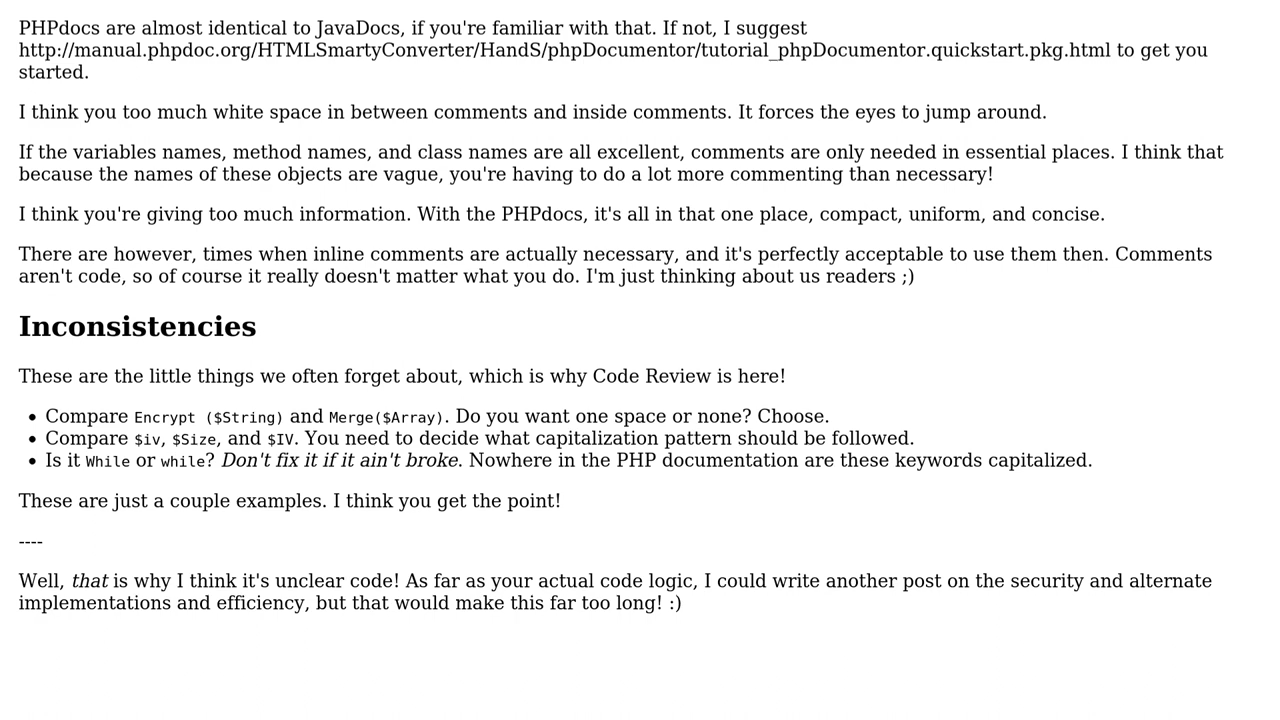 PHPdocs are almost identical to JavaDocs, if you're familiar with that. If not, I suggest
http://manual.phpdoc.org/HTMLSmartyConverter/HandS/phpDocumentor/tutorial_phpDocumentor.quickstart.pkg.html to get you
started.
I think you too much white space in between comments and inside comments. It forces the eyes to jump around.
If the variables names, method names, and class names are all excellent, comments are only needed in essential places. I think that
because the names of these objects are vague, you're having to do a lot more commenting than necessary!
I think you're giving too much information. With the PHPdocs, it's all in that one place, compact, uniform, and concise.
There are however, times when inline comments are actually necessary, and it's perfectly acceptable to use them then. Comments
aren't code, so of course it really doesn't matter what you do. I'm just thinking about us readers ;)
Inconsistencies
These are the little things we often forget about, which is why Code Review is here!
• Compare Encrypt ($String) and Merge($Array). Do you want one space or none? Choose.
• Compare $iv, $Size, and $IV. You need to decide what capitalization pattern should be followed.
• Is it While or while? Don't fix it if it ain't broke. Nowhere in the PHP documentation are these keywords capitalized.
These are just a couple examples. I think you get the point!
----
Well, that is why I think it's unclear code! As far as your actual code logic, I could write another post on the security and alternate
implementations and efficiency, but that would make this far too long! :)